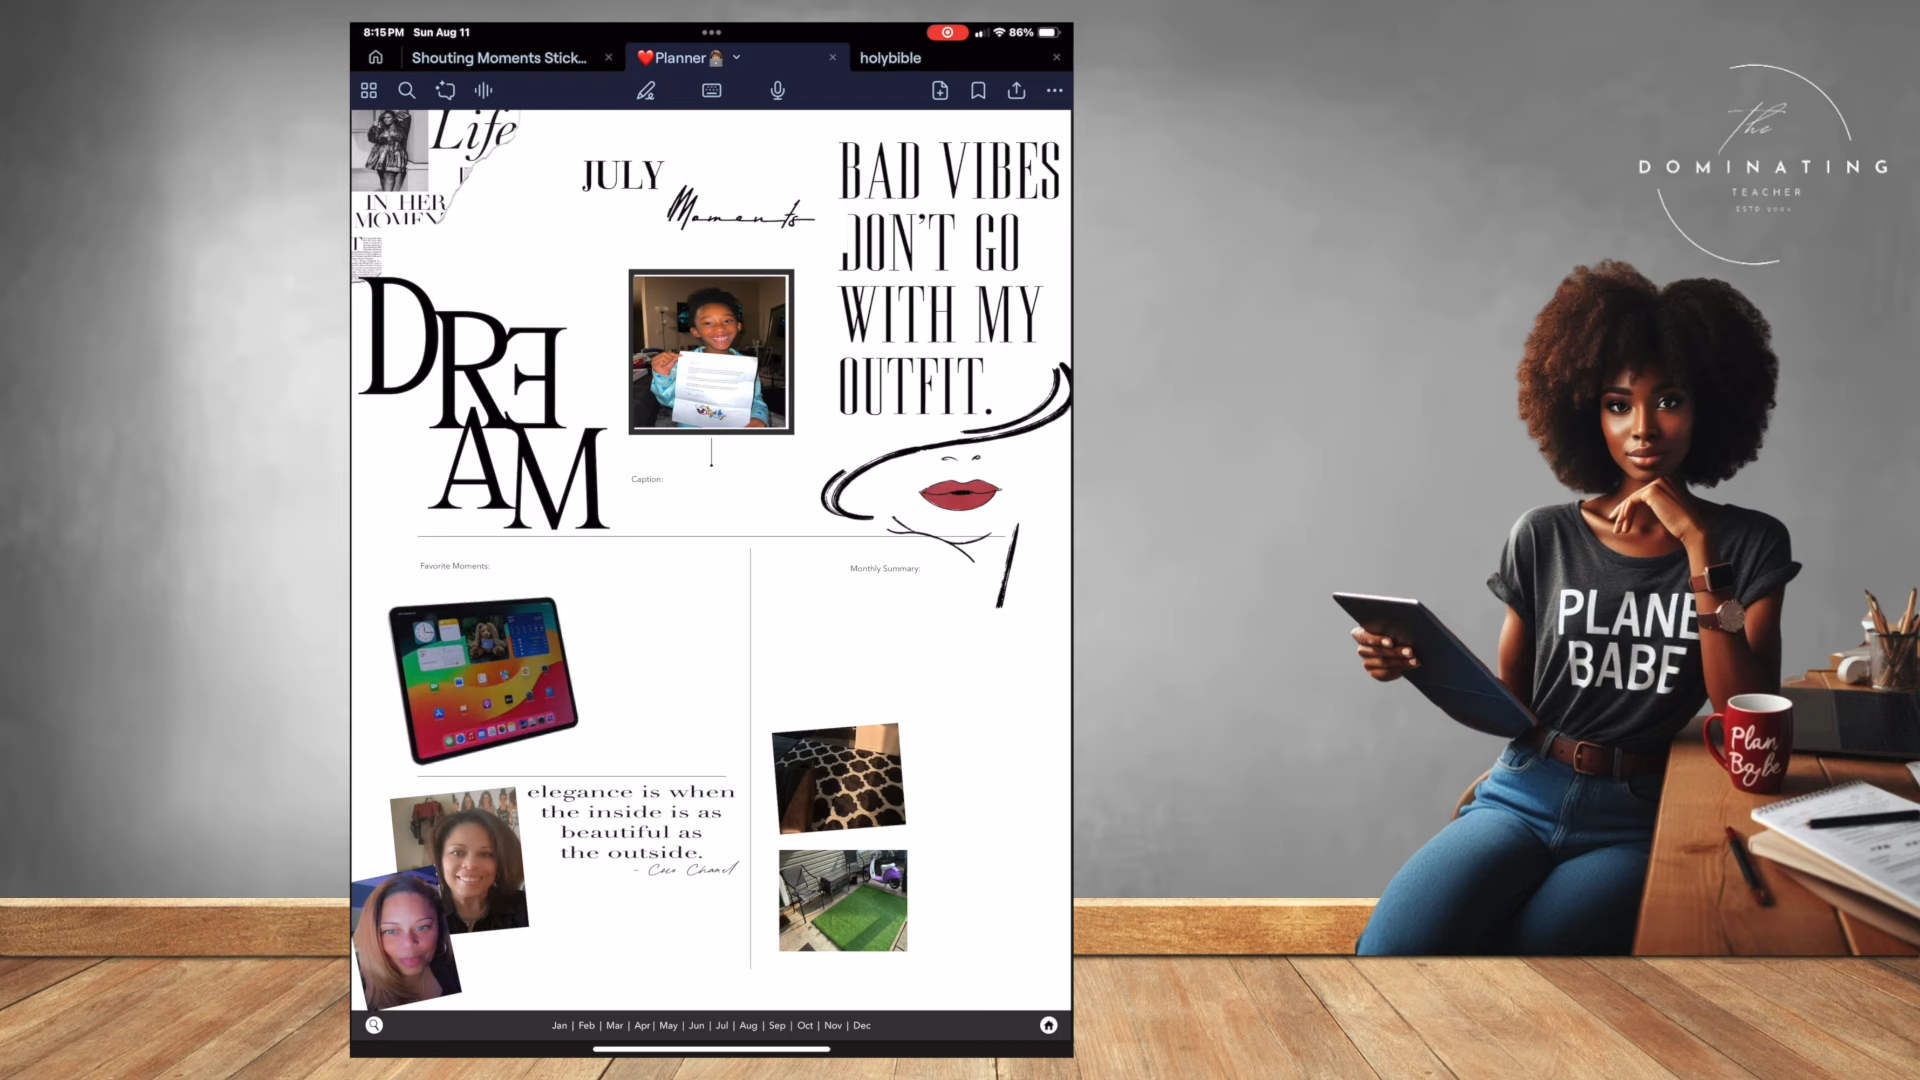 8:15 PM Sun Aug 11
86%
Shouting Moments Stick...
❤️Planner
holybible
Life
IN HER
MOMEN
JULY
Moments
BAD VIBES
DON'T GO
WITH MY
OUTFIT.
DREAM
Caption:
Favorite Moments:
Monthly Summary:
elegance is when
the inside is as
beautiful as
the outside.
- Coco Chanel
Jan | Feb | Mar | Apr | May | Jun | Jul | Aug | Sep | Oct | Nov | Dec
the
DOMINATING
TEACHER
ESTD 2004
PLANE
BABE
Plan
Babe